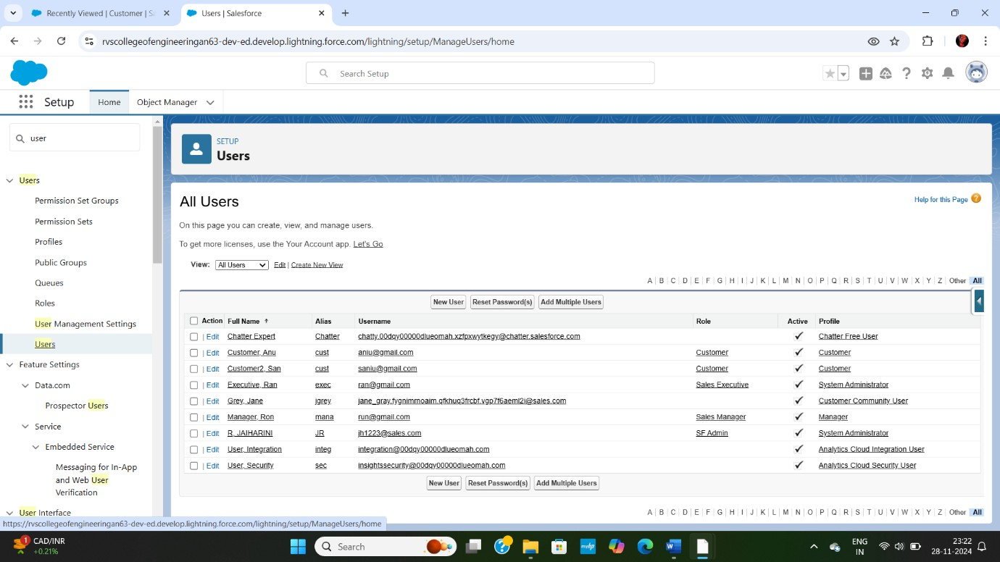 Recently Viewed | Customer | Sa
Users | Salesforce
rvscollegeofengineeringan63-dev-ed.develop.lightning.force.com/lightning/setup/ManageUsers/home
Search Setup
Setup
Home
Object Manager
user
Users
Permission Set Groups
Permission Sets
Profiles
Public Groups
Queues
Roles
User Management Settings
Users
Feature Settings
Data.com
Prospector Users
Service
Embedded Service
Messaging for In-App
and Web User
Verification
User Interface
SETUP
Users
All Users
Help for this Page
On this page you can create, view, and manage users.
To get more licenses, use the Your Account app. Let's Go
View: All Users Edit | Create New View
A | B | C | D | E | F | G | H | I | J | K | L | M | N | O | P | Q | R | S | T | U | V | W | X | Y | Z | Other | All
New User Reset Password(s) Add Multiple Users
Action Full Name ↑ Alias Username Role Active Profile
| Edit Chatter Expert Chatter chatty.00dqy00000dlueomah.xzfpxwytkegy@chatter.salesforce.com ✓ Chatter Free User
| Edit Customer, Anu cust aniu@gmail.com Customer ✓ Customer
| Edit Customer2, San cust saniu@gmail.com Customer ✓ Customer
| Edit Executive, Ran exec ran@gmail.com Sales Executive ✓ System Administrator
| Edit Grey, Jane jgrey jane_gray.fygnimrnoaim.qfkhuq3frcbf.vgp7f6aeml2i@sales.com ✓ Customer Community User
| Edit Manager, Ron mana run@gmail.com Sales Manager ✓ Manager
| Edit R, JAIHARINI JR jh1223@sales.com SF Admin ✓ System Administrator
| Edit User, Integration integ integration@00dqy00000dlueomah.com ✓ Analytics Cloud Integration User
| Edit User, Security sec insightssecurity@00dqy00000dlueomah.com ✓ Analytics Cloud Security User
New User Reset Password(s) Add Multiple Users
A | B | C | D | E | F | G | H | I | J | K | L | M | N | O | P | Q | R | S | T | U | V | W | X | Y | Z | Other | All
https://rvscollegeofengineeringan63-dev-ed.develop.lightning.force.com/lightning/setup/ManageUsers/home
1
CAD/INR
+0.21%
Search
myhp
ENG
IN
23:22
28-11-2024